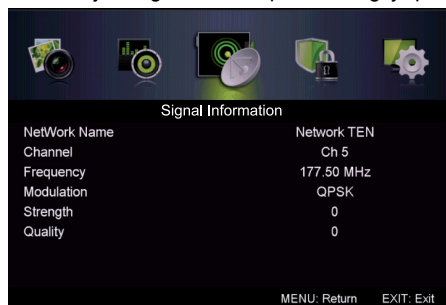 Signal Information
NetWork Name Network TEN
Channel Ch 5
Frequency 177.50 MHz
Modulation QPSK
Strength 0
Quality 0
MENU: Return EXIT: Exit